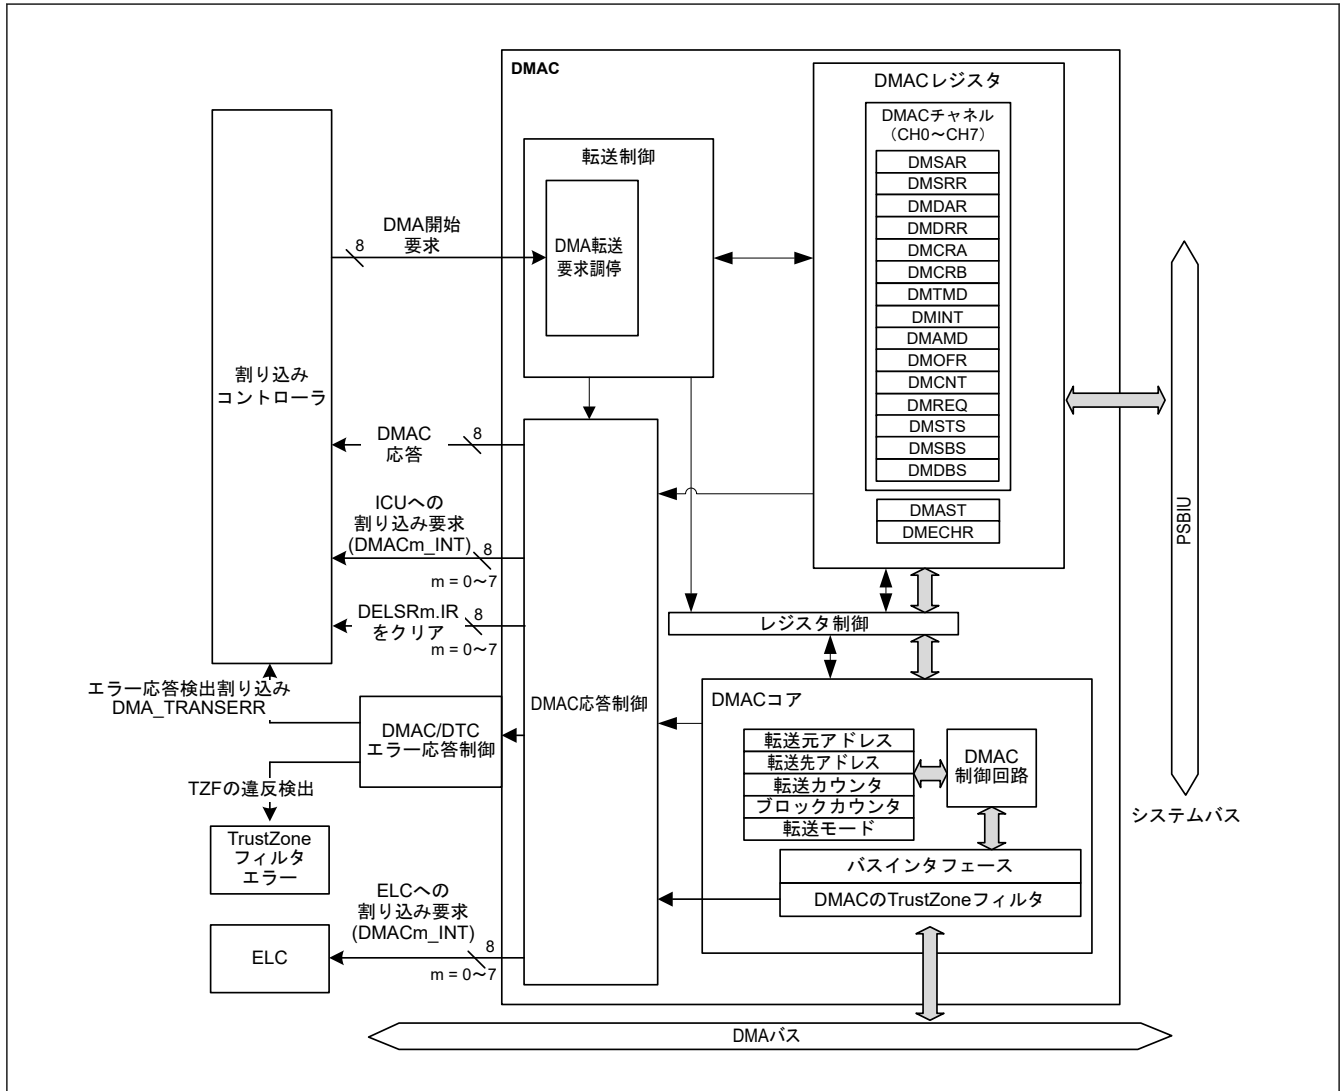 DMAC
DMACレジスタ
DMACチャネル
（CH0～CH7）
DMSAR
DMSRR
DMDAR
DMDRR
DMCRA
DMCRB
DMTMD
DMINT
DMAMD
DMOFR
DMCNT
DMREQ
DMSTS
DMSBS
DMDBS
DMAST
DMECHR
転送制御
DMA転送
要求調停
DMA開始
要求
8
割り込み
コントローラ
DMAC
応答
8
ICUへの
割り込み要求
(DMACm_INT)
8
m = 0～7
DELSRm.IR
をクリア
8
m = 0～7
エラー応答検出割り込み
DMA_TRANSERR
DMAC/DTC
エラー応答制御
TZFの違反検出
TrustZone
フィルタ
エラー
ELCへの
割り込み要求
(DMACm_INT)
8
m = 0～7
ELC
DMAC応答制御
レジスタ制御
DMACコア
転送元アドレス
転送先アドレス
転送カウンタ
ブロックカウンタ
転送モード
DMAC
制御回路
バスインタフェース
DMACのTrustZoneフィルタ
PSBIU
システムバス
DMAバス